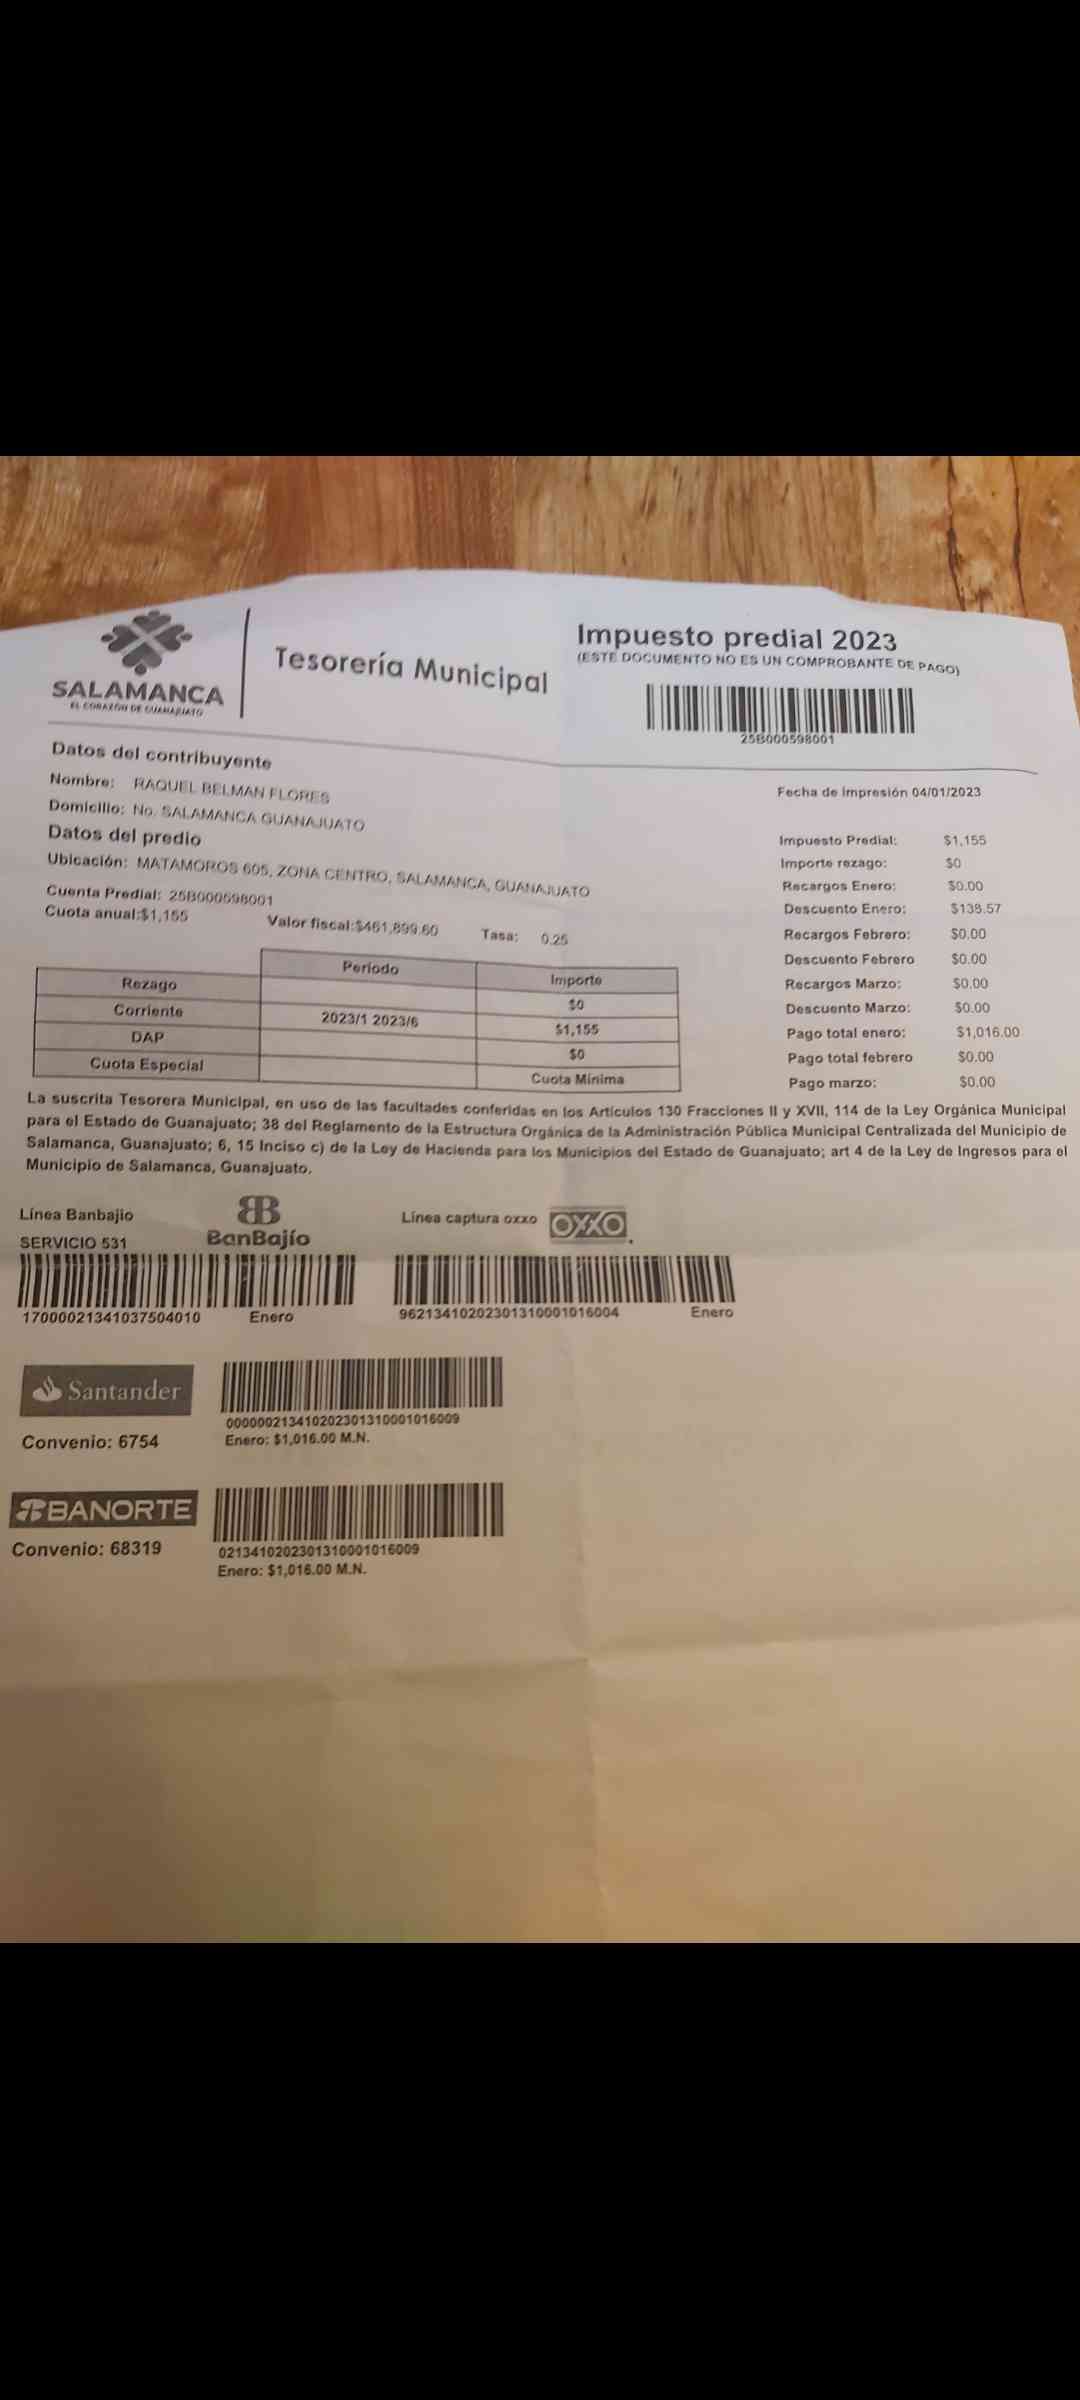 SALAMANCA
EL CORAZÓN DE GUANAJUATO
Tesorería Municipal
Impuesto predial 2023
(ESTE DOCUMENTO NO ES UN COMPROBANTE DE PAGO)
25B000598001
Datos del contribuyente
Nombre: RAQUEL BELMAN FLORES
Domicilio: No. SALAMANCA GUANAJUATO
Datos del predio
Ubicación: MATAMOROS 605, ZONA CENTRO, SALAMANCA, GUANAJUATO
Cuenta Predial: 25B000598001
Cuota anual:$1,155 Valor fiscal:$461,899.60 Tasa: 0.25
Fecha de impresión 04/01/2023
Impuesto Predial: $1,155
Importe rezago: $0
Recargos Enero: $0.00
Descuento Enero: $138.57
Recargos Febrero: $0.00
Descuento Febrero $0.00
Recargos Marzo: $0.00
Descuento Marzo: $0.00
Pago total enero: $1,016.00
Pago total febrero $0.00
Pago marzo: $0.00
Período Importe
Rezago $0
Corriente 2023/1 2023/6 $1,155
DAP $0
Cuota Especial Cuota Mínima
La suscrita Tesorera Municipal, en uso de las facultades conferidas en los Artículos 130 Fracciones II y XVII, 114 de la Ley Orgánica Municipal
para el Estado de Guanajuato; 38 del Reglamento de la Estructura Orgánica de la Administración Pública Municipal Centralizada del Municipio de
Salamanca, Guanajuato; 6, 15 Inciso c) de la Ley de Hacienda para los Municipios del Estado de Guanajuato; art 4 de la Ley de Ingresos para el
Municipio de Salamanca, Guanajuato.
Línea Banbajio
SERVICIO 531
BanBajío
17000021341037504010 Enero
Línea captura oxxo OXXO
96213410202301310001016004 Enero
Santander
Convenio: 6754
000000213410202301310001016009
Enero: $1,016.00 M.N.
BANORTE
Convenio: 68319
0213410202301310001016009
Enero: $1,016.00 M.N.